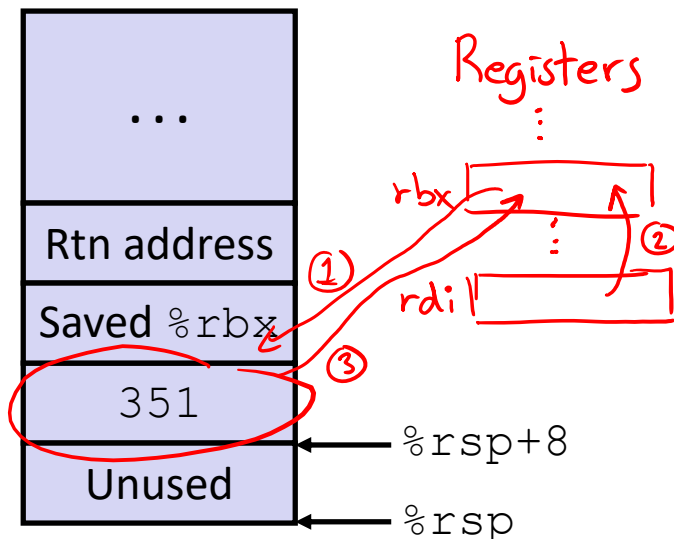 ...
Rtn address
Saved %rbx
351
Unused
%rsp+8
%rsp
Registers
rbx
rdi
①
②
③